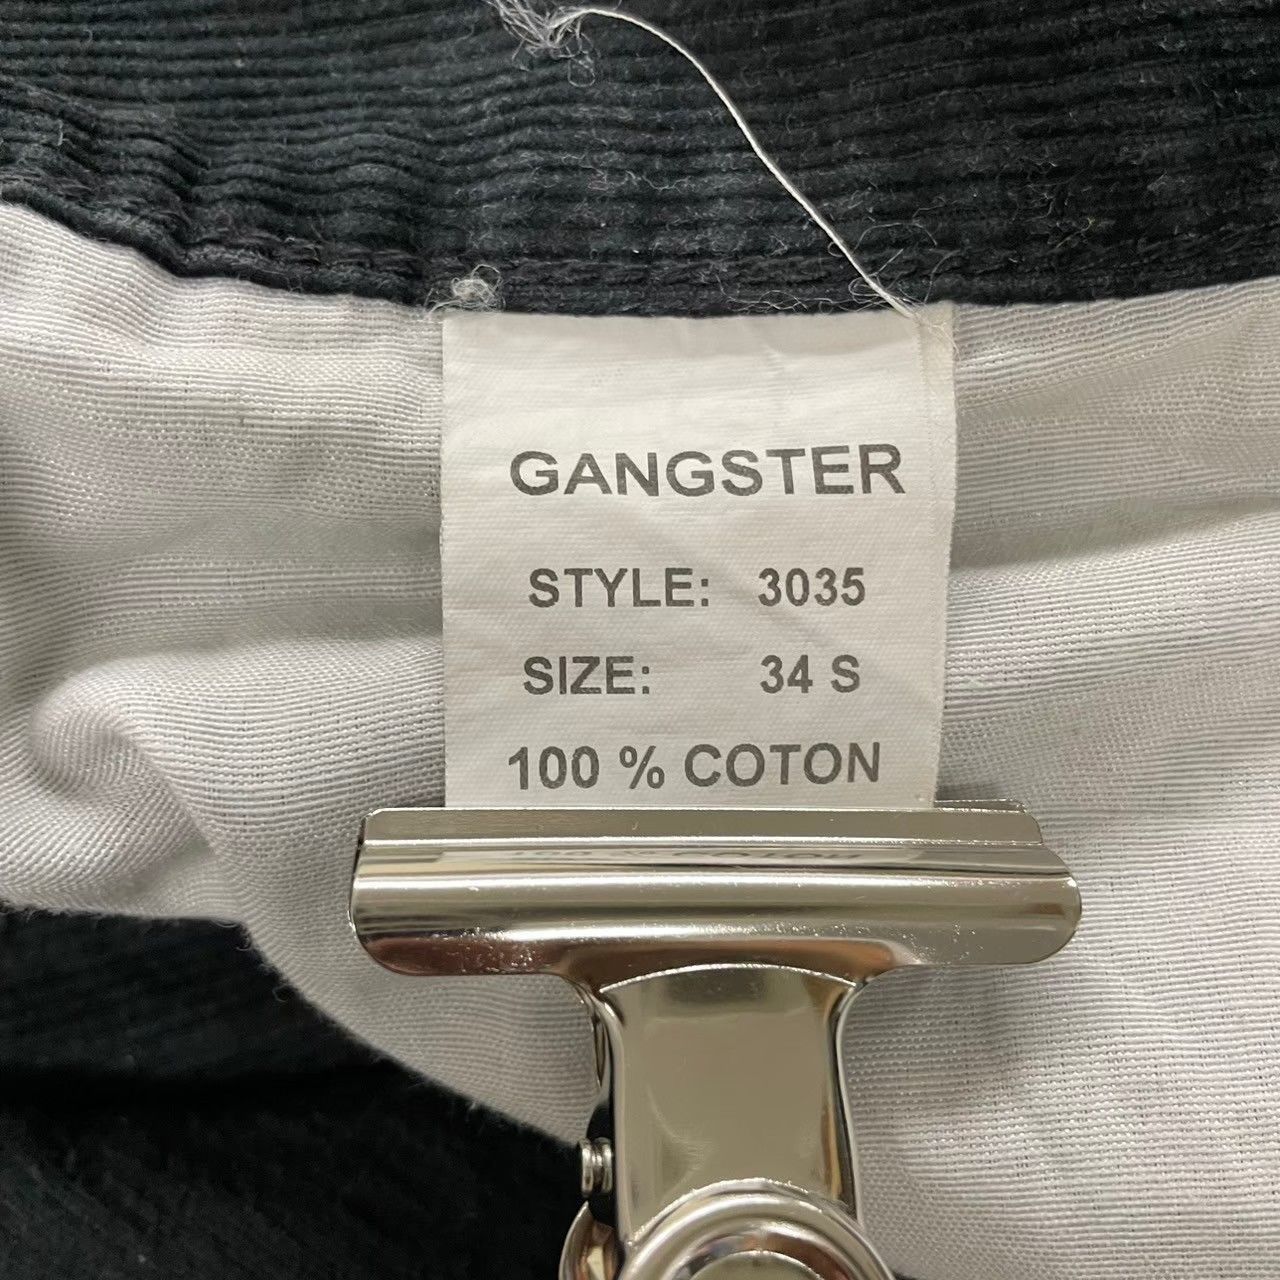 GANGSTER
STYLE: 3035
SIZE: 34 S
100 % COTON